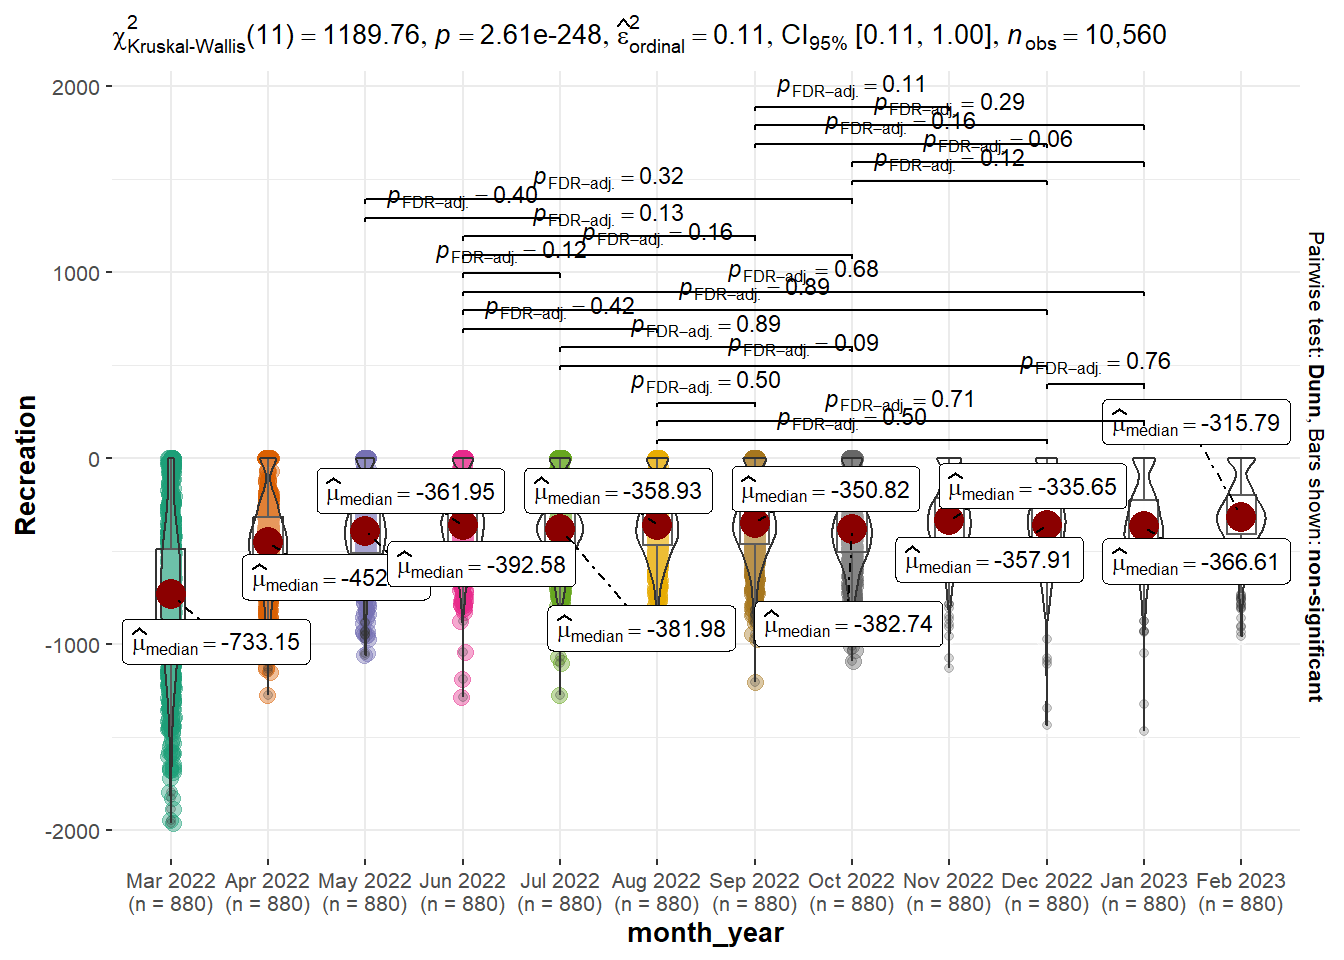 χ²Kruskal-Wallis(11) = 1189.76, p = 2.61e-248, ε̂²ordinal = 0.11, CI95% [0.11, 1.00], nobs = 10,560
2000
1000
0
-1000
-2000
Recreation
pFDR−adj. = 0.11
pFDR−adj. = 0.29
pFDR−adj. = 0.16
pFDR−adj. = 0.06
pFDR−adj. = 0.12
pFDR−adj. = 0.32
pFDR−adj. = 0.40
pFDR−adj. = 0.13
pFDR−adj. = 0.16
pFDR−adj. = 0.12
pFDR−adj. = 0.68
pFDR−adj. = 0.89
pFDR−adj. = 0.42
pFDR−adj. = 0.89
pFDR−adj. = 0.09
pFDR−adj. = 0.76
pFDR−adj. = 0.50
pFDR−adj. = 0.71
pFDR−adj. = 0.50
μ̂median = -315.79
μ̂median = -361.95
μ̂median = -358.93
μ̂median = -350.82
μ̂median = -335.65
μ̂median = -452
μ̂median = -392.58
μ̂median = -357.91
μ̂median = -366.61
μ̂median = -733.15
μ̂median = -381.98
μ̂median = -382.74
Pairwise test: Dunn, Bars shown: non-significant
Mar 2022 Apr 2022 May 2022 Jun 2022 Jul 2022 Aug 2022 Sep 2022 Oct 2022 Nov 2022 Dec 2022 Jan 2023 Feb 2023
(n = 880) (n = 880) (n = 880) (n = 880) (n = 880) (n = 880) (n = 880) (n = 880) (n = 880) (n = 880) (n = 880) (n = 880)
month_year